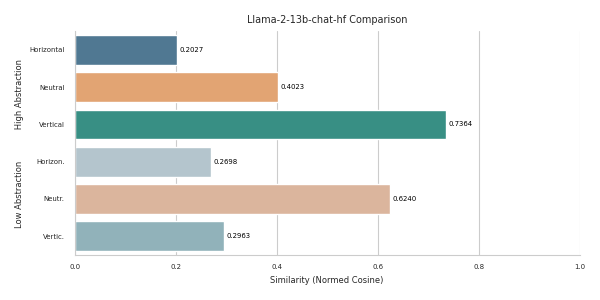 Llama-2-13b-chat-hf Comparison
High Abstraction
Horizontal
0.2027
Neutral
0.4023
Vertical
0.7364
Low Abstraction
Horizon.
0.2698
Neutr.
0.6240
Vertic.
0.2963
0.0 0.2 0.4 0.6 0.8 1.0
Similarity (Normed Cosine)